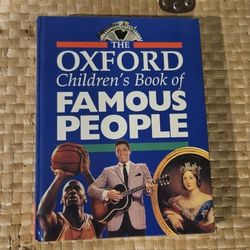 THE
OXFORD
Children's Book of
FAMOUS
PEOPLE